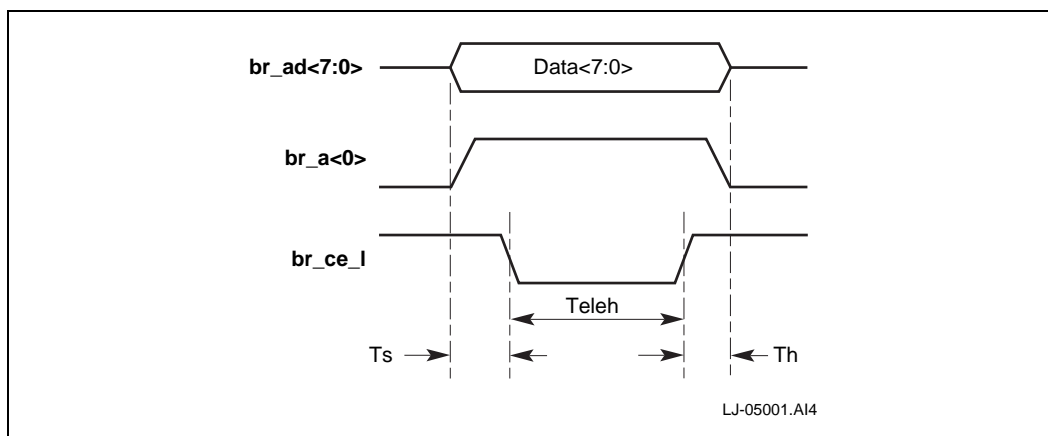 br_ad<7:0>
Data<7:0>
br_a<0>
br_ce_l
Teleh
Ts
Th
LJ-05001.AI4